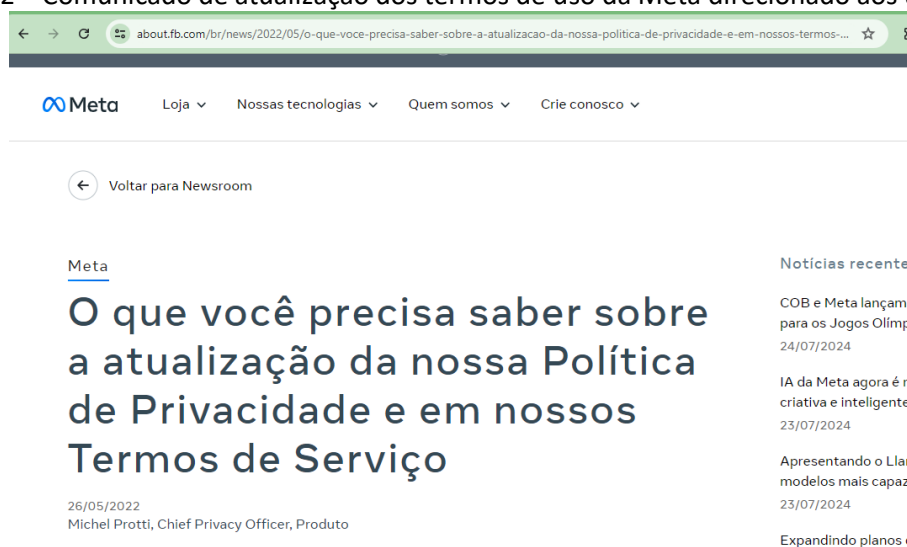 2 – Comunicado de atualização dos termos de uso da Meta direcionado aos
about.fb.com/br/news/2022/05/o-que-voce-precisa-saber-sobre-a-atualizacao-da-nossa-politica-de-privacidade-e-em-nossos-termos-...
Meta
Loja
Nossas tecnologias
Quem somos
Crie conosco
Voltar para Newsroom
Meta
O que você precisa saber sobre
a atualização da nossa Política
de Privacidade e em nossos
Termos de Serviço
26/05/2022
Michel Protti, Chief Privacy Officer, Produto
Notícias recente
COB e Meta lançam
para os Jogos Olímp
24/07/2024
IA da Meta agora é
criativa e inteligente
23/07/2024
Apresentando o Lla
modelos mais capaz
23/07/2024
Expandindo planos